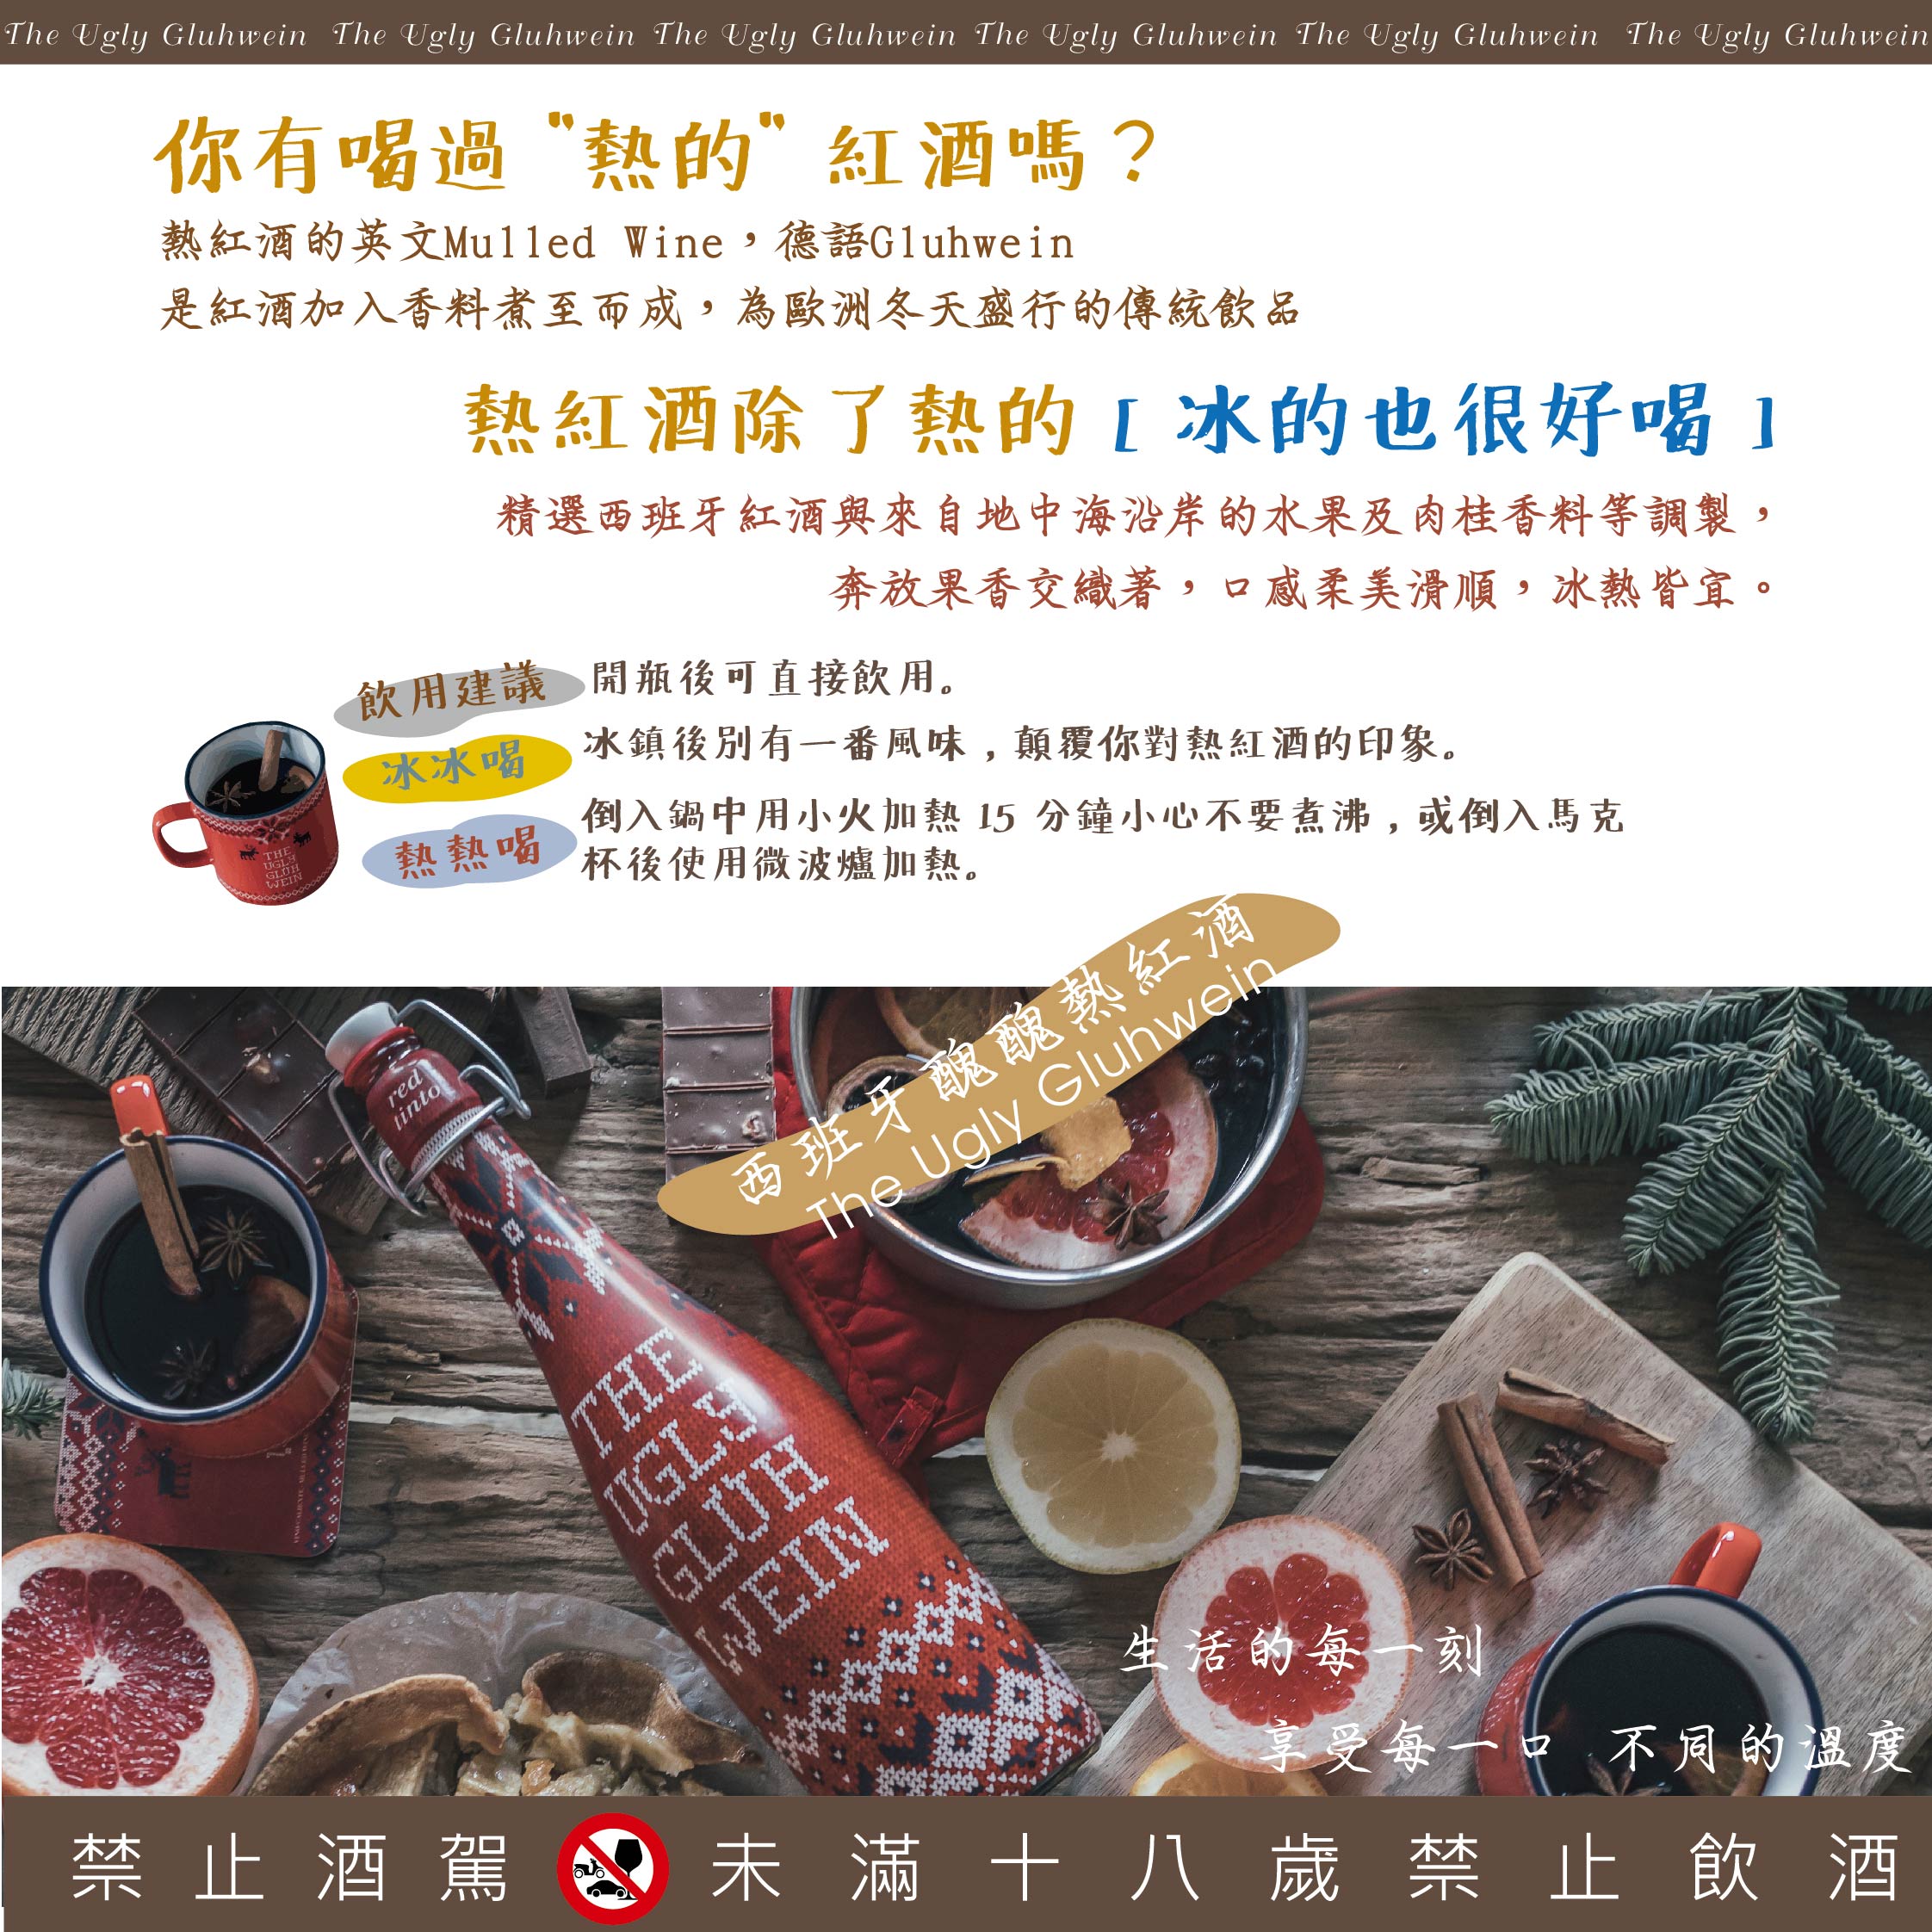 The Ugly Gluhwein The Ugly Gluhwein The Ugly Gluhwein The Ugly Gluhwein The Ugly Gluhwein The Ugly Gluhwein
你有喝過"熱的"紅酒嗎？
熱紅酒的英文Mulled Wine，德語Gluhwein
是紅酒加入香料煮至而成，為歐洲冬天盛行的傳統飲品
熱紅酒除了熱的 [ 冰的也很好喝 ]
精選西班牙紅酒與來自地中海沿岸的水果及肉桂香料等調製，
奔放果香交織著，口感柔美滑順，冰熱皆宜。
飲用建議 開瓶後可直接飲用。
冰冰喝 冰鎮後別有一番風味，顛覆你對熱紅酒的印象。
熱熱喝 倒入鍋中用小火加熱 15 分鐘小心不要煮沸，或倒入馬克
杯後使用微波爐加熱。
THE
UGLY
GLUH
WEIN
西班牙醜醜熱紅酒
The Ugly Gluhwein
red
tinto
THE
UGLY
GLUH
WEIN
生活的每一刻
享受每一口 不同的溫度
禁止酒駕 未滿十八歲禁止飲酒